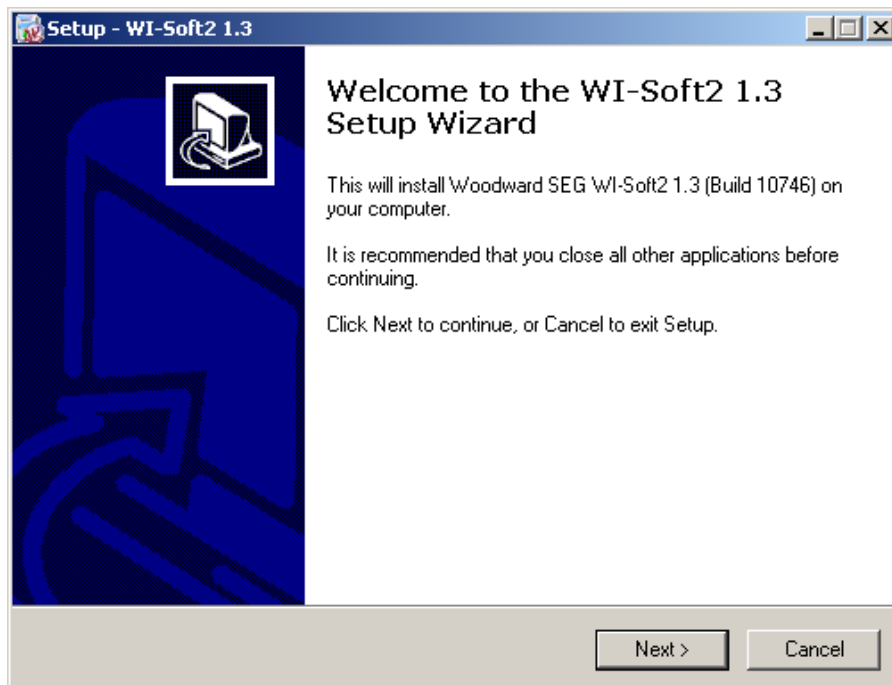 Setup - WI-Soft2 1.3
Welcome to the WI-Soft2 1.3
Setup Wizard
This will install Woodward SEG WI-Soft2 1.3 (Build 10746) on
your computer.
It is recommended that you close all other applications before
continuing.
Click Next to continue, or Cancel to exit Setup.
Next >
Cancel